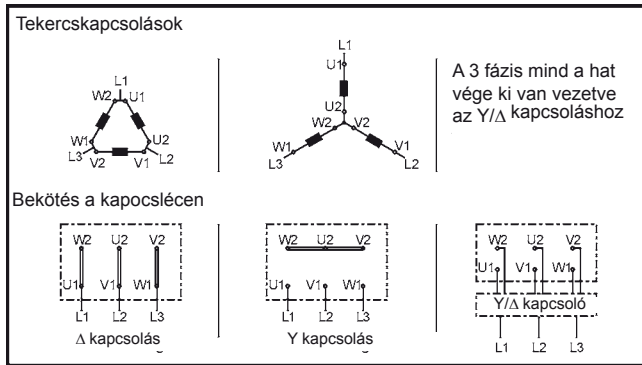 Tekercskapcsolások
L1
W2 U1
W1 U2
L3 V2 V1 L2
L1
U1
U2
W2 V2
W1 V1
L3 L2
A 3 fázis mind a hat
vége ki van vezetve
az Y/Δ kapcsoláshoz
Bekötés a kapocslécen
W2 U2 V2
U1 V1 W1
L1 L2 L3
Δ kapcsolás
W2 U2 V2
U1 V1 W1
L1 L2 L3
Y kapcsolás
W2 U2 V2
U1 V1 W1
Y/Δ kapcsoló
L1 L2 L3